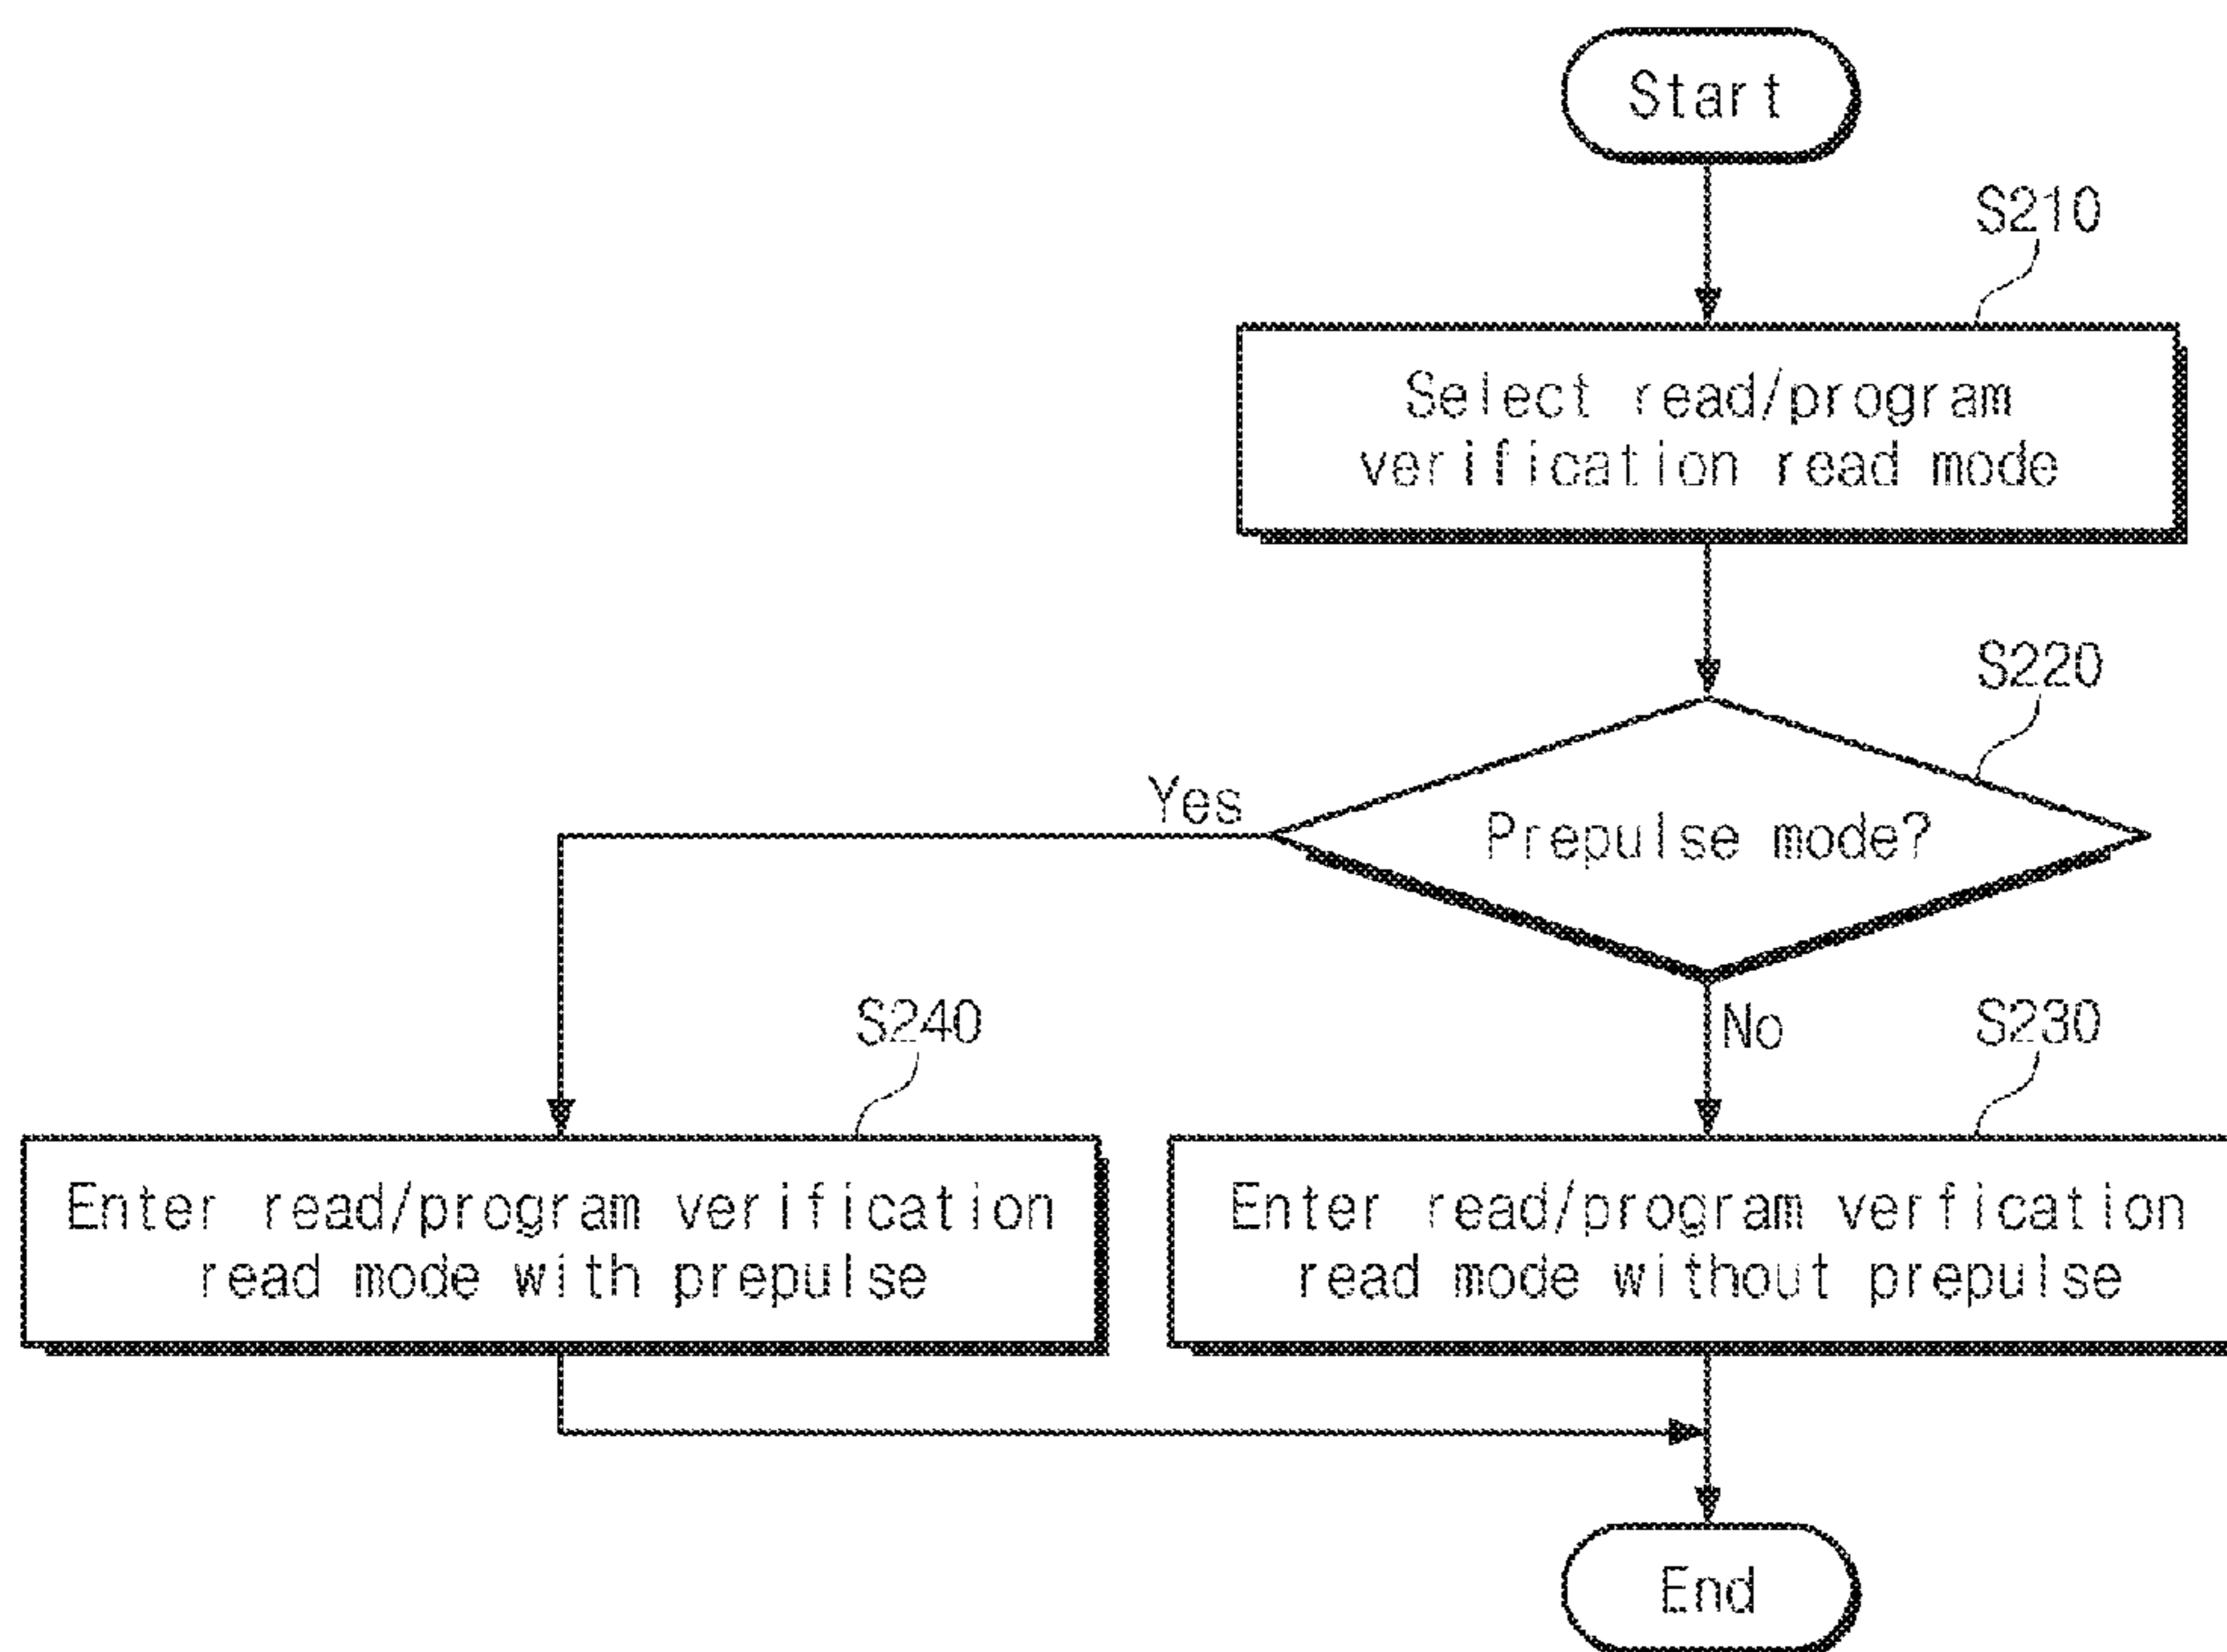 Start
S210
Select read/program
verification read mode
S220
Prepulse mode?
Yes
No
S240
Enter read/program verification
read mode with prepulse
S230
Enter read/program verfication
read mode without prepulse
End